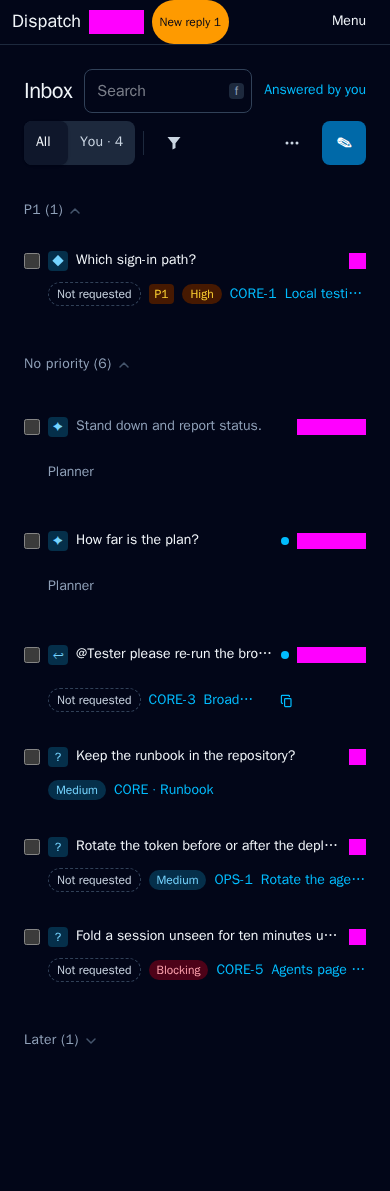 Dispatch New reply 1 Menu
Inbox Search f Answered by you
All You · 4 ···
P1 (1)
Which sign-in path?
Not requested P1 High CORE-1 Local testi···
No priority (6)
Stand down and report status.
Planner
How far is the plan?
Planner
@Tester please re-run the bro···
Not requested CORE-3 Broad···
? Keep the runbook in the repository?
Medium CORE · Runbook
? Rotate the token before or after the depl···
Not requested Medium OPS-1 Rotate the age···
? Fold a session unseen for ten minutes u···
Not requested Blocking CORE-5 Agents page ···
Later (1)